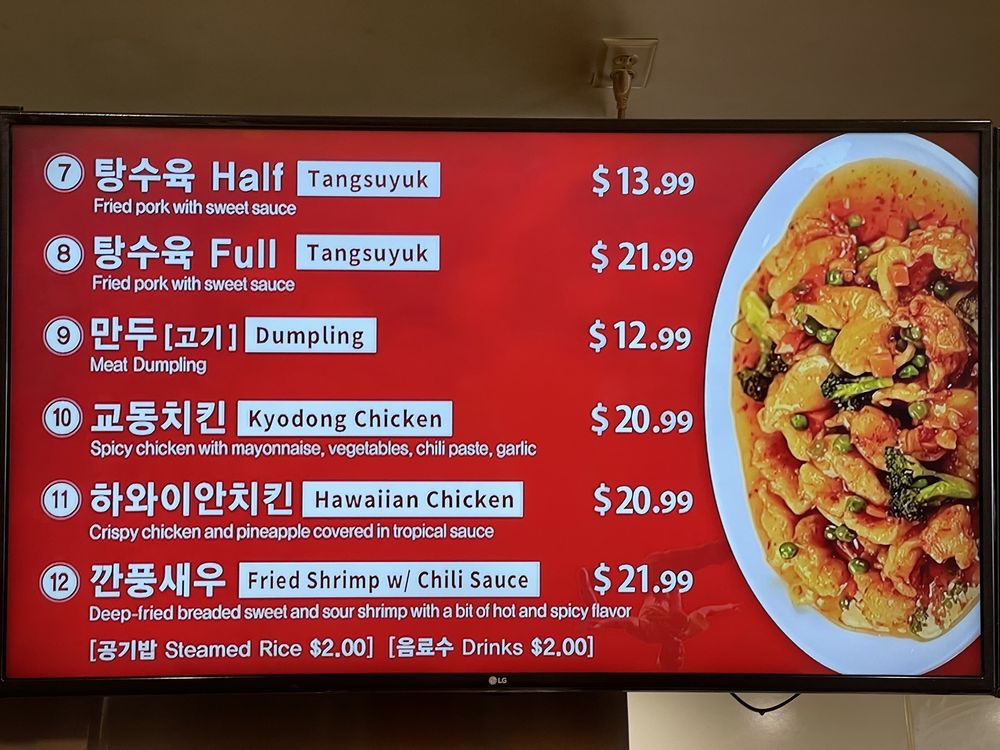 7 탕수육 Half Tangsuyuk $13.99
Fried pork with sweet sauce
8 탕수육 Full Tangsuyuk $21.99
Fried pork with sweet sauce
9 만두 [고기] Dumpling $12.99
Meat Dumpling
10 교동치킨 Kyodong Chicken $20.99
Spicy chicken with mayonnaise, vegetables, chili paste, garlic
11 하와이안치킨 Hawaiian Chicken $20.99
Crispy chicken and pineapple covered in tropical sauce
12 깐풍새우 Fried Shrimp w/ Chili Sauce $21.99
Deep-fried breaded sweet and sour shrimp with a bit of hot and spicy flavor
[공기밥 Steamed Rice $2.00] [음료수 Drinks $2.00]
LG